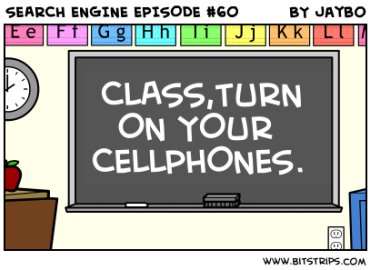 SEARCH ENGINE EPISODE #60 BY JAYBO
Ee Ff Gg Hh Ii Jj Kk Ll
CLASS,TURN
ON YOUR
CELLPHONES.
WWW.BITSTRIPS.COM